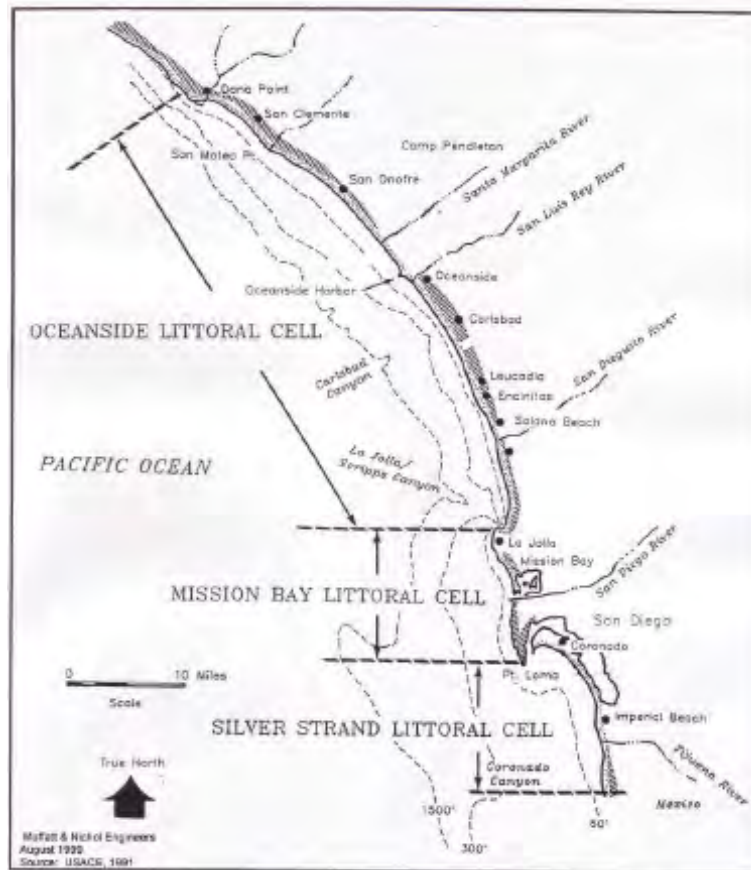 Dana Point
San Clemente
San Mateo Pt.
Camp Pendleton
Santa Margarita River
San Onofre
San Luis Rey River
Oceanside Harbor
Oceanside
OCEANSIDE LITTORAL CELL
Carlsbad
Carlsbad
Canyon
San Dieguito River
Leucadia
Encinitas
Solana Beach
La Jolla/
Scripps Canyon
PACIFIC OCEAN
La Jolla
Mission Bay
San Diego River
MISSION BAY LITTORAL CELL
San Diego
Coronado
0 10 Miles
Scale
Pt. Loma
Imperial Beach
SILVER STRAND LITTORAL CELL
Tijuana River
True North
Coronado
Canyon
Mexico
1500'
300'
60'
Moffatt & Nichol Engineers
August 1999
Source: USACE, 1991